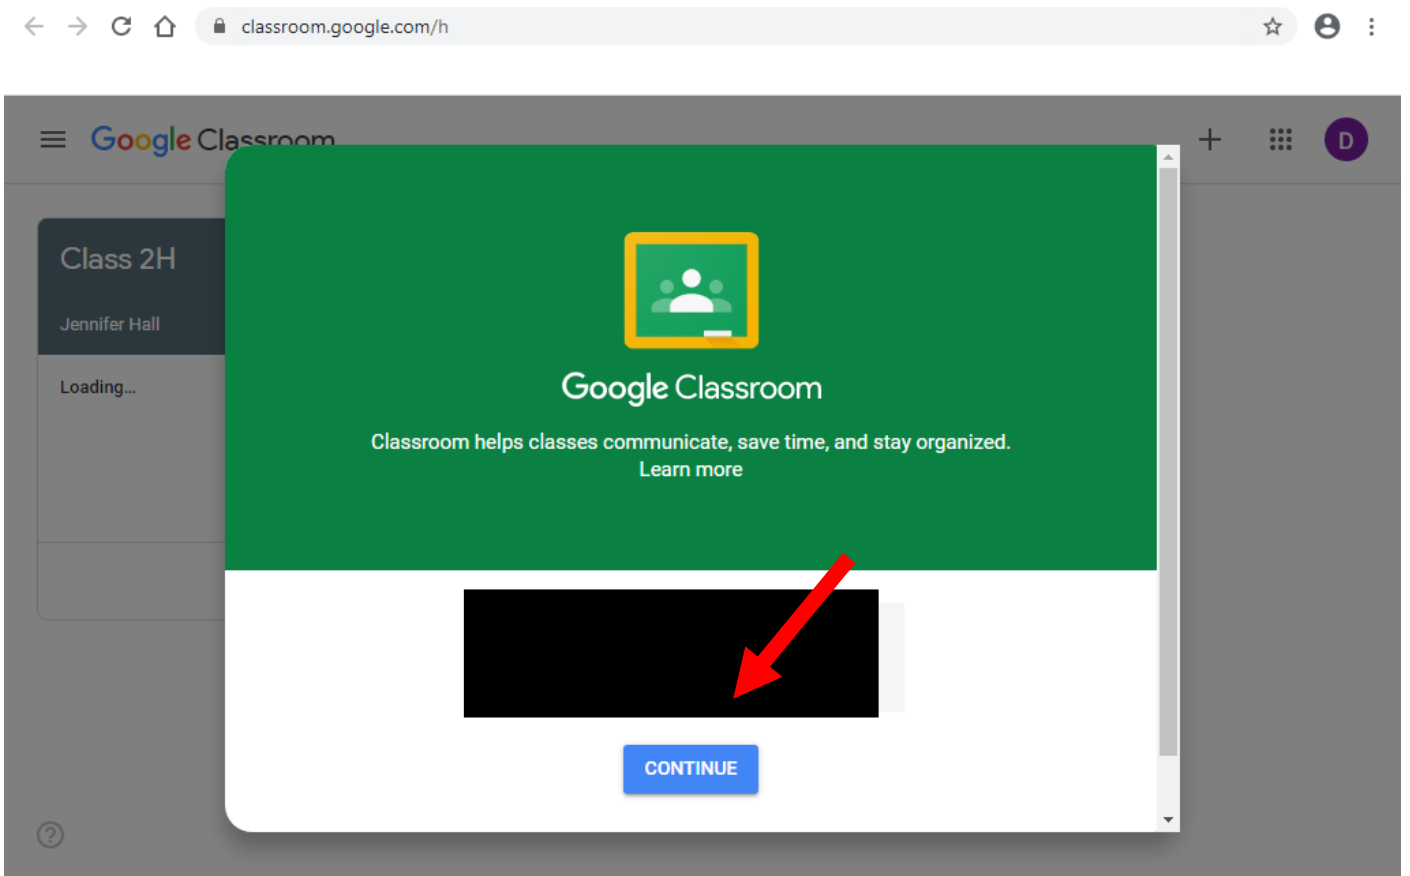 classroom.google.com/h
Google Classroom
D
Class 2H
Jennifer Hall
Loading...
Google Classroom
Classroom helps classes communicate, save time, and stay organized.
Learn more
CONTINUE